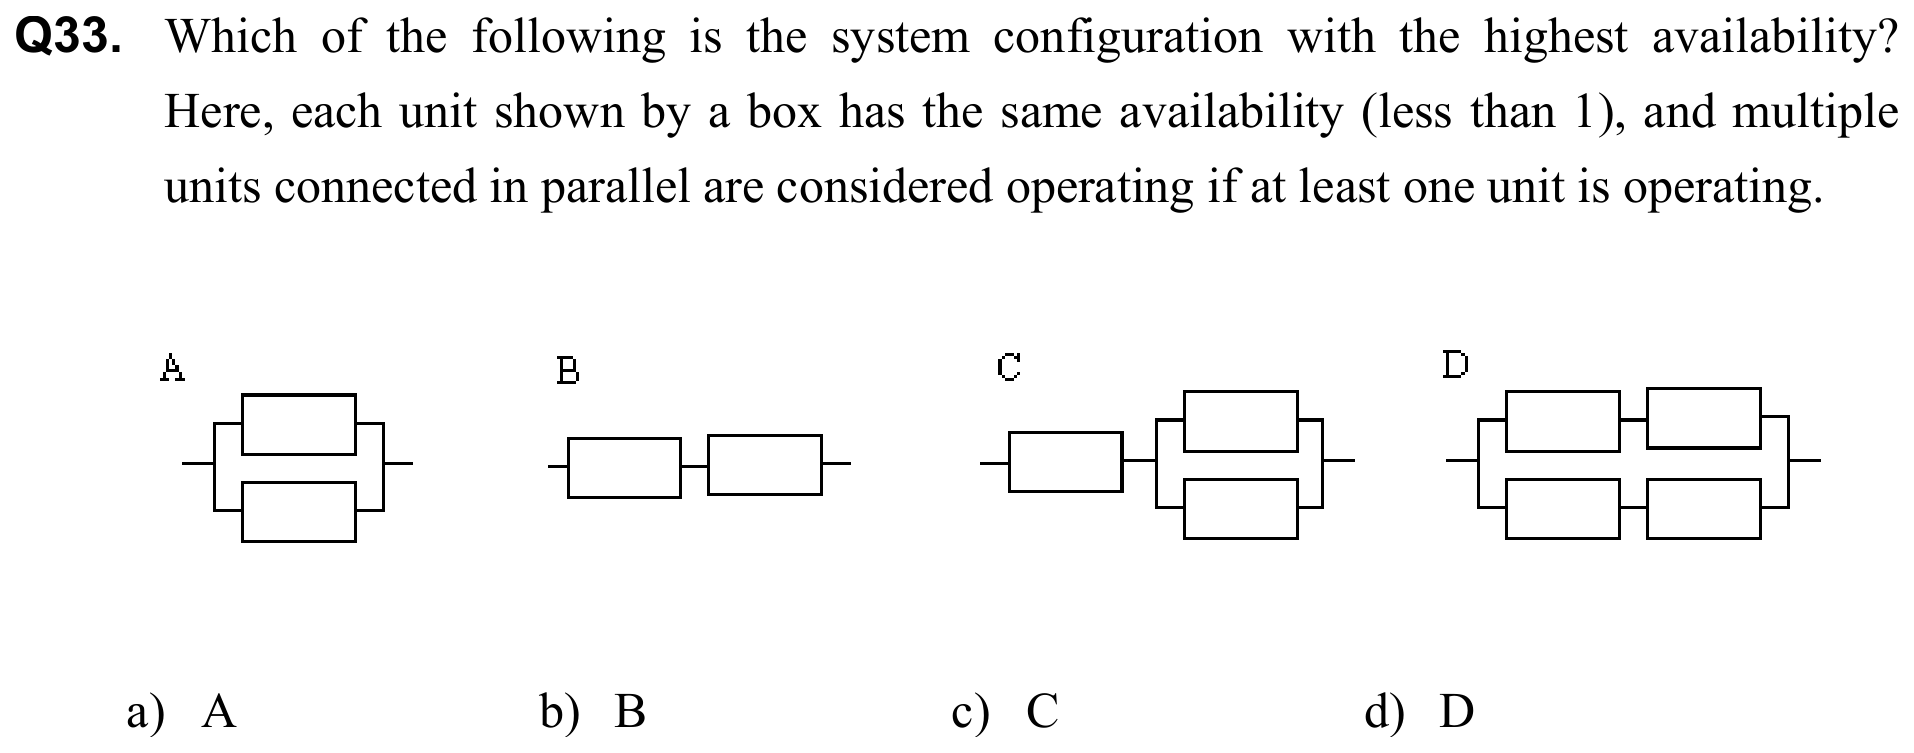 Q33. Which of the following is the system configuration with the highest availability?
Here, each unit shown by a box has the same availability (less than 1), and multiple
units connected in parallel are considered operating if at least one unit is operating.
A B C D
a) A b) B c) C d) D